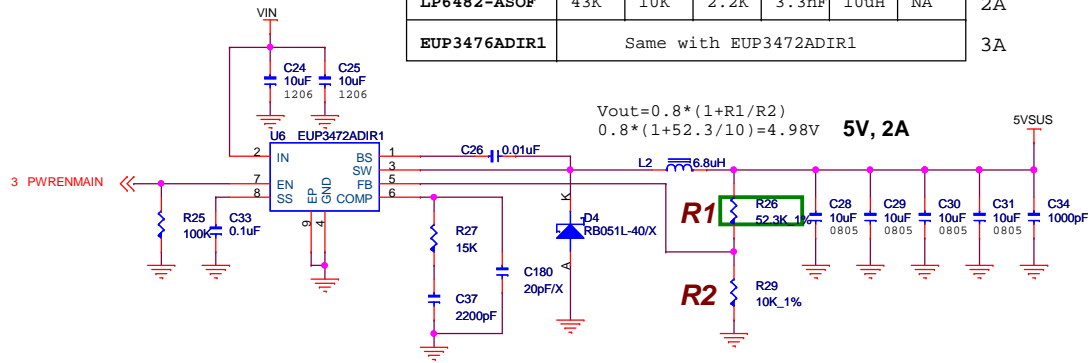 LP6482-ASOF 43K 10K 2.2K 3.3nF 10uH NA 2A
EUP3476ADIR1 Same with EUP3472ADIR1 3A
VIN
C24
10uF
1206
C25
10uF
1206
Vout=0.8*(1+R1/R2)
0.8*(1+52.3/10)=4.98V 5V, 2A
5VSUS
U6 EUP3472ADIR1
2 IN
7 EN
8 SS
EP
GND
9
4
BS 1
SW 3
FB 5
COMP 6
C26 0.01uF
L2 6.8uH
3 PWRENMAIN
R25
100K
C33
0.1uF
R27
15K
C37
2200pF
C180
20pF/X
K
D4
RB051L-40/X
A
R1
R26
52.3K_1%
R2
R29
10K_1%
C28
10uF
0805
C29
10uF
0805
C30
10uF
0805
C31
10uF
0805
C34
1000pF